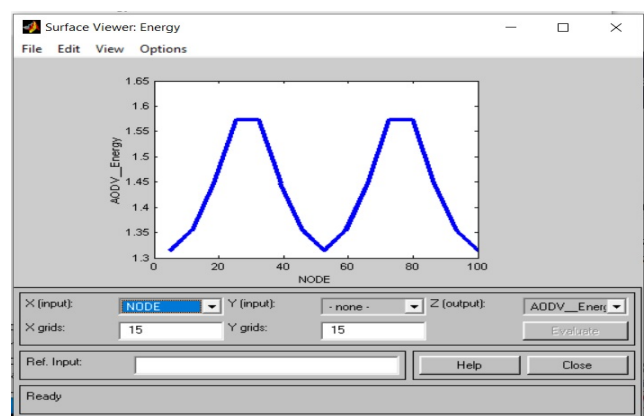 Surface Viewer: Energy
File Edit View Options
1.65
1.6
1.55
1.5
1.45
1.4
1.35
1.3
AODV__Energy
0 20 40 60 80 100
NODE
X (input): NODE Y (input): - none - Z (output): AODV__Energ
X grids: 15 Y grids: 15 Evaluate
Ref. Input: Help Close
Ready